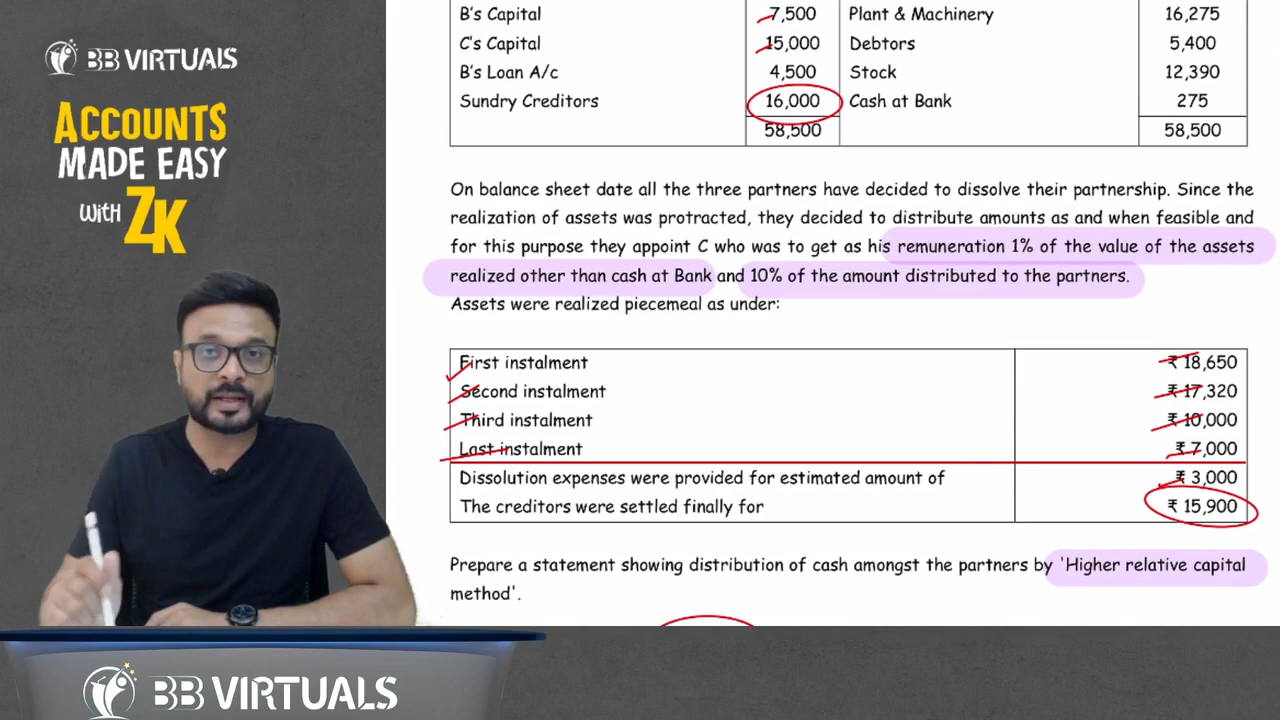 BB VIRTUALS
ACCOUNTS
MADE EASY
WITH ZK
B's Capital 7,500 Plant & Machinery 16,275
C's Capital 15,000 Debtors 5,400
B's Loan A/c 4,500 Stock 12,390
Sundry Creditors 16,000 Cash at Bank 275
58,500 58,500
On balance sheet date all the three partners have decided to dissolve their partnership. Since the
realization of assets was protracted, they decided to distribute amounts as and when feasible and
for this purpose they appoint C who was to get as his remuneration 1% of the value of the assets
realized other than cash at Bank and 10% of the amount distributed to the partners.
Assets were realized piecemeal as under:
First instalment ₹ 18,650
Second instalment ₹ 17,320
Third instalment ₹ 10,000
Last instalment ₹ 7,000
Dissolution expenses were provided for estimated amount of ₹ 3,000
The creditors were settled finally for ₹ 15,900
Prepare a statement showing distribution of cash amongst the partners by 'Higher relative capital
method'.
BB VIRTUALS